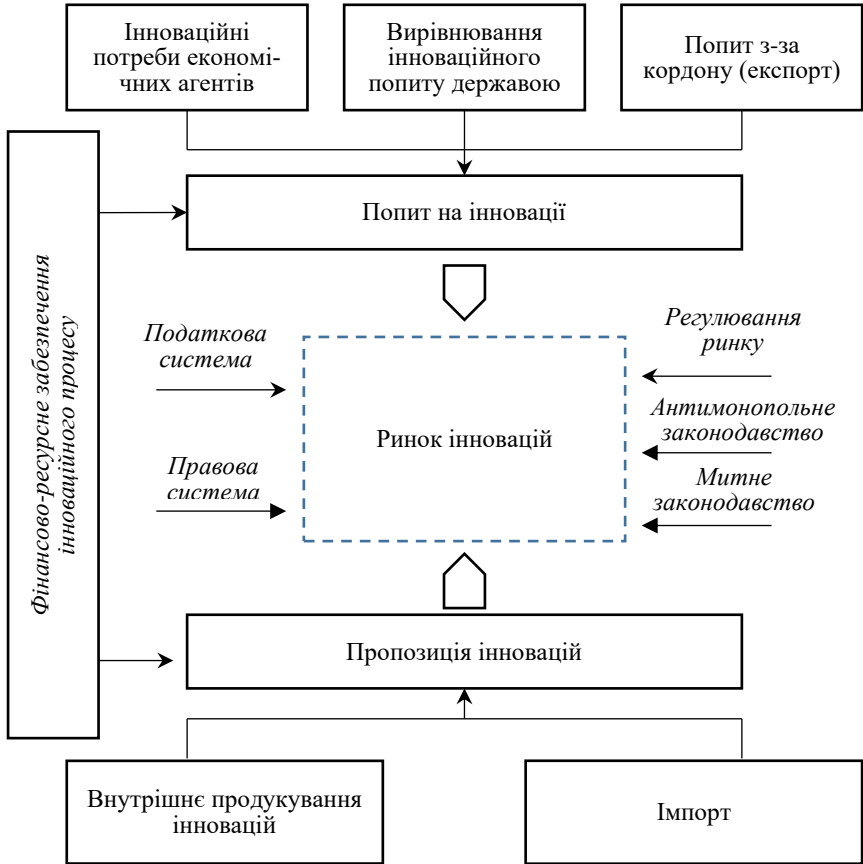 Інноваційні
потреби економі-
чних агентів
Вирівнювання
інноваційного
попиту державою
Попит з-за
кордону (експорт)
Фінансово-ресурсне забезпечення
інноваційного процесу
Попит на інновації
Податкова
система
Правова
система
Ринок інновацій
Регулювання
ринку
Антимонопольне
законодавство
Митне
законодавство
Пропозиція інновацій
Внутрішнє продукування
інновацій
Імпорт